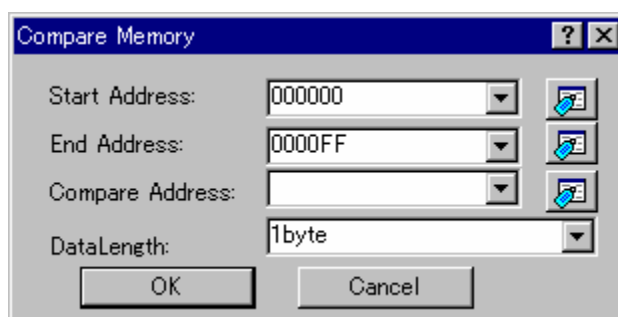 Compare Memory
Start Address: 000000
End Address: 0000FF
Compare Address:
DataLength: 1byte
OK Cancel